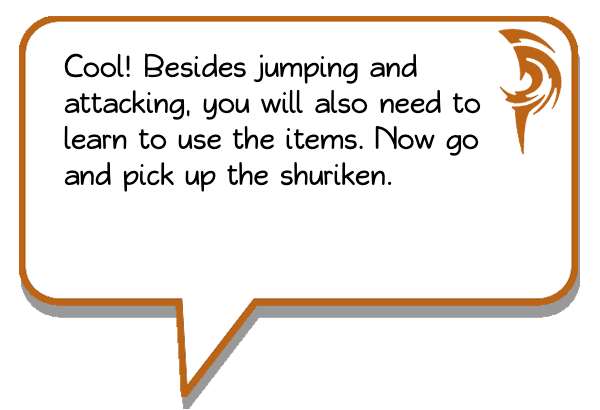 Cool! Besides jumping and
attacking, you will also need to
learn to use the items. Now go
and pick up the shuriken.